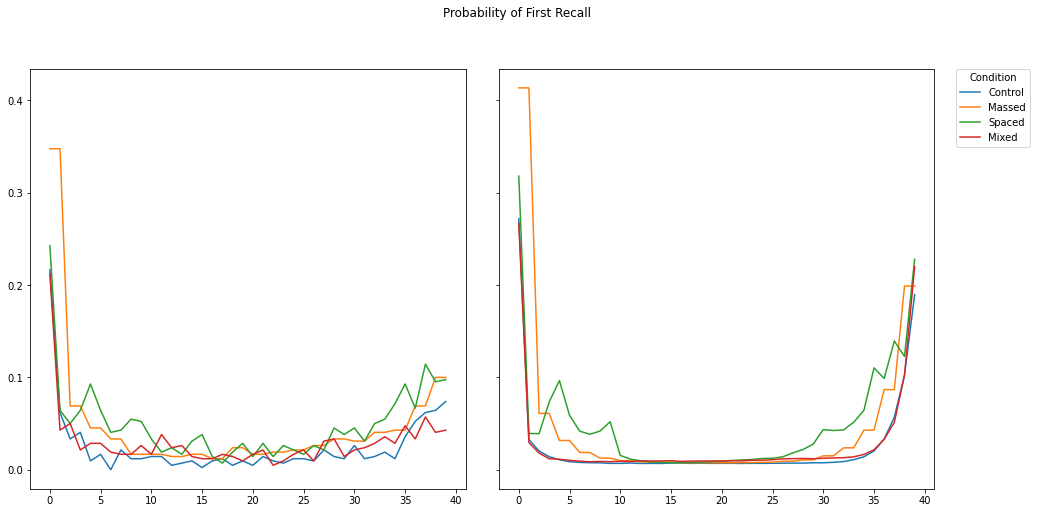 Probability of First Recall
0.4
0.3
0.2
0.1
0.0
0 5 10 15 20 25 30 35 40
0 5 10 15 20 25 30 35 40
Condition
Control
Massed
Spaced
Mixed